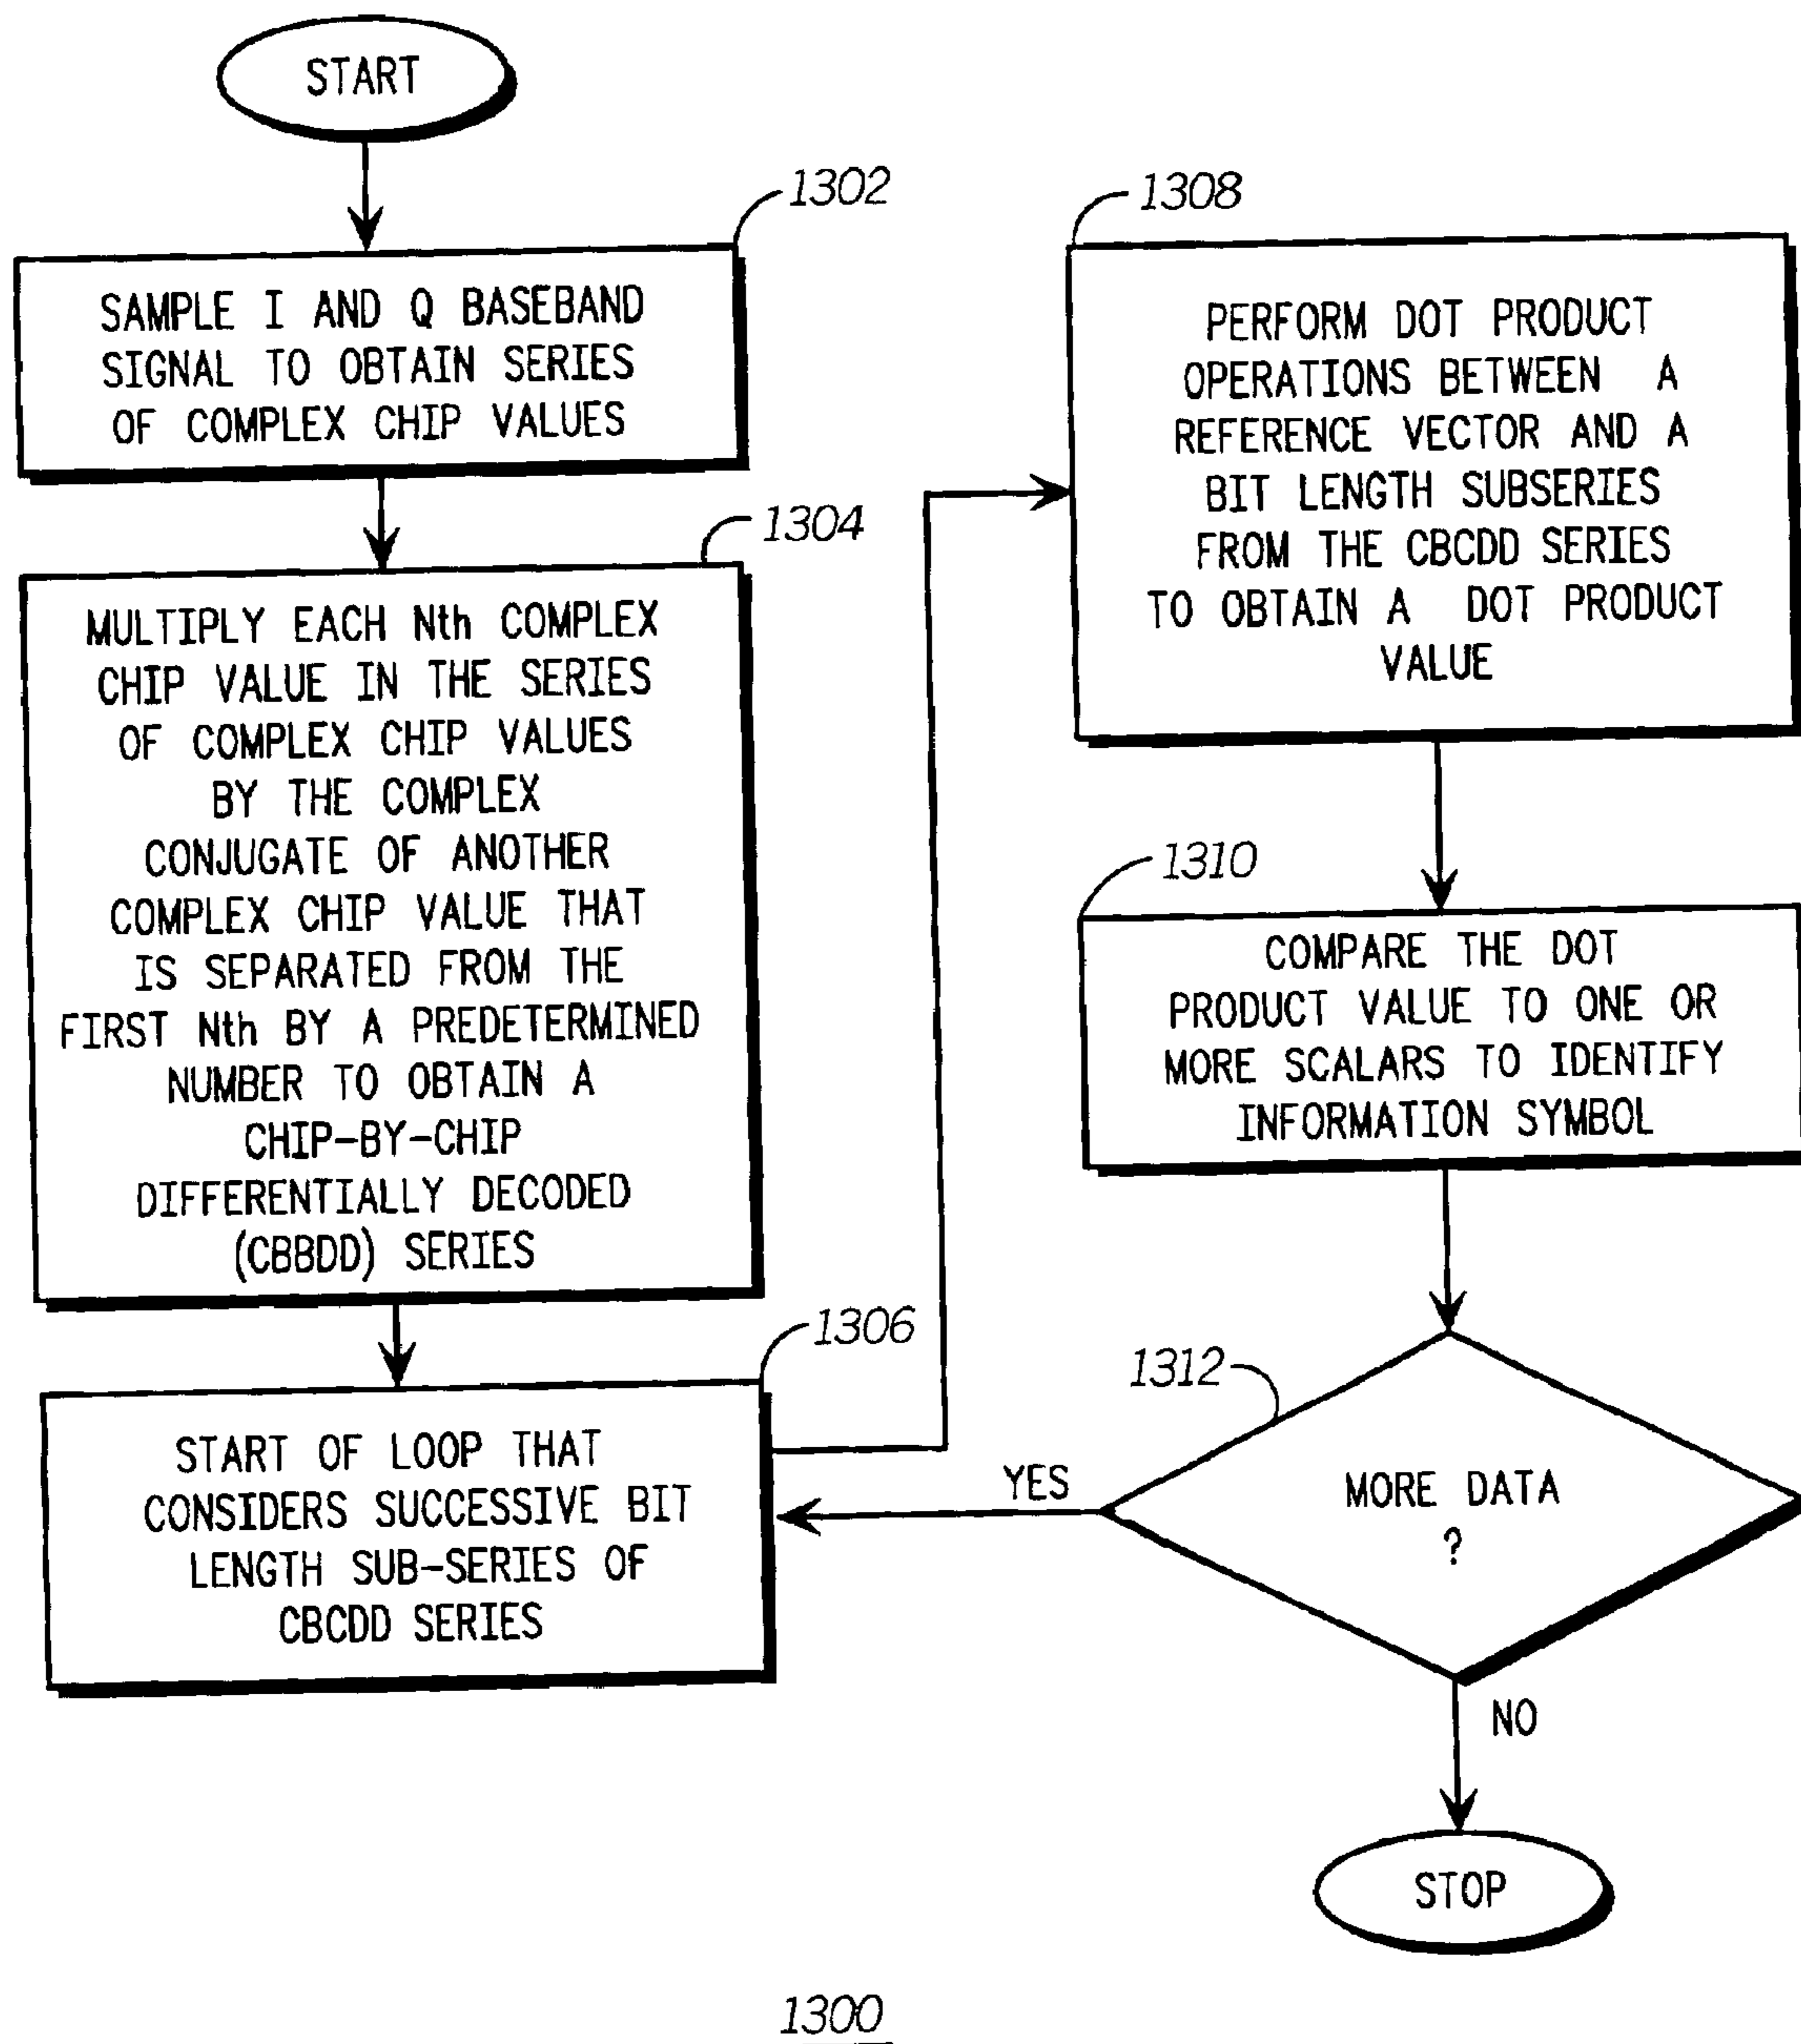 START
1302
SAMPLE I AND Q BASEBAND
SIGNAL TO OBTAIN SERIES
OF COMPLEX CHIP VALUES
1304
MULTIPLY EACH Nth COMPLEX
CHIP VALUE IN THE SERIES
OF COMPLEX CHIP VALUES
BY THE COMPLEX
CONJUGATE OF ANOTHER
COMPLEX CHIP VALUE THAT
IS SEPARATED FROM THE
FIRST Nth BY A PREDETERMINED
NUMBER TO OBTAIN A
CHIP-BY-CHIP
DIFFERENTIALLY DECODED
(CBBDD) SERIES
1306
START OF LOOP THAT
CONSIDERS SUCCESSIVE BIT
LENGTH SUB-SERIES OF
CBCDD SERIES
1308
PERFORM DOT PRODUCT
OPERATIONS BETWEEN A
REFERENCE VECTOR AND A
BIT LENGTH SUBSERIES
FROM THE CBCDD SERIES
TO OBTAIN A DOT PRODUCT
VALUE
1310
COMPARE THE DOT
PRODUCT VALUE TO ONE OR
MORE SCALARS TO IDENTIFY
INFORMATION SYMBOL
1312
MORE DATA
?
YES
NO
STOP
1300